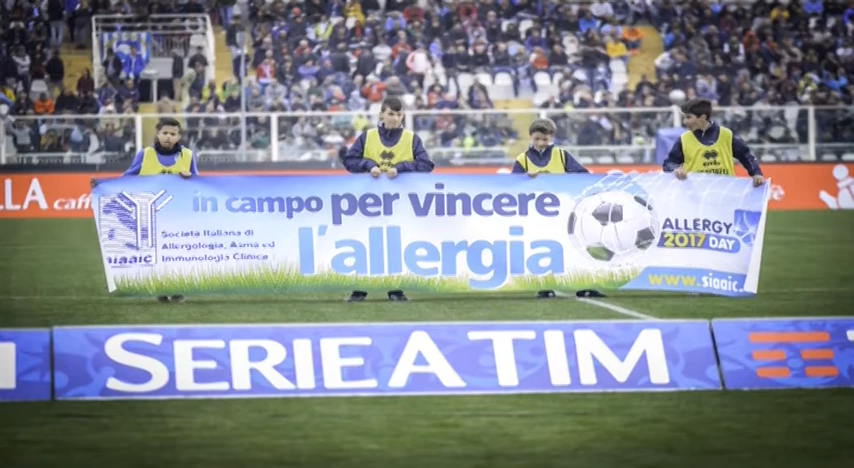 LLA caffè
in campo per vincere
l'allergia
siaaic
Società Italiana di
Allergologia, Asma ed
Immunologia Clinica
ALLERGY
2017 DAY
www.siaaic.
SERIE A TIM